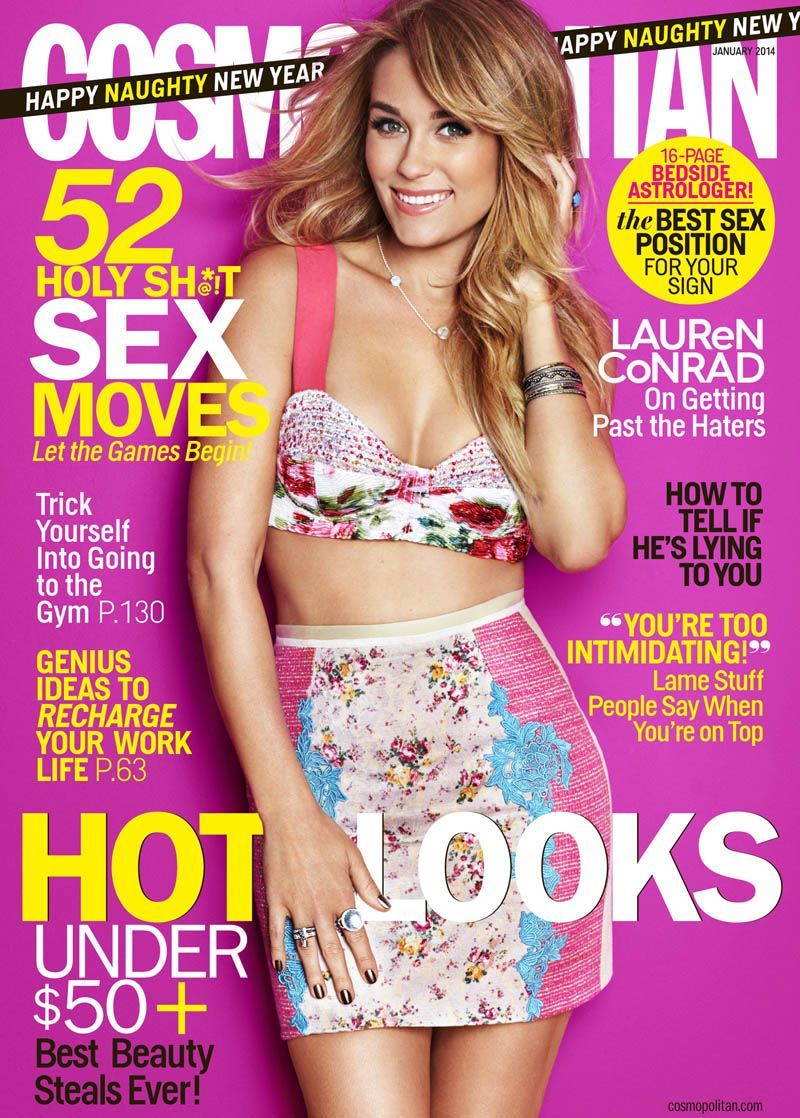 COSMOPOLITAN
HAPPY NAUGHTY NEW YEAR
APPY NAUGHTY NEW Y
JANUARY 2014
52
HOLY SH*@!T
SEX
MOVES
Let the Games Begin!
16-PAGE
BEDSIDE
ASTROLOGER!
the BEST SEX
POSITION
FOR YOUR
SIGN
LAUReN
CoNRAD
On Getting
Past the Haters
Trick
Yourself
Into Going
to the
Gym P.130
HOW TO
TELL IF
HE'S LYING
TO YOU
GENIUS
IDEAS TO
RECHARGE
YOUR WORK
LIFE P.63
“YOU'RE TOO
INTIMIDATING!”
Lame Stuff
People Say When
You're on Top
HOT LOOKS
UNDER
$50+
Best Beauty
Steals Ever!
cosmopolitan.com